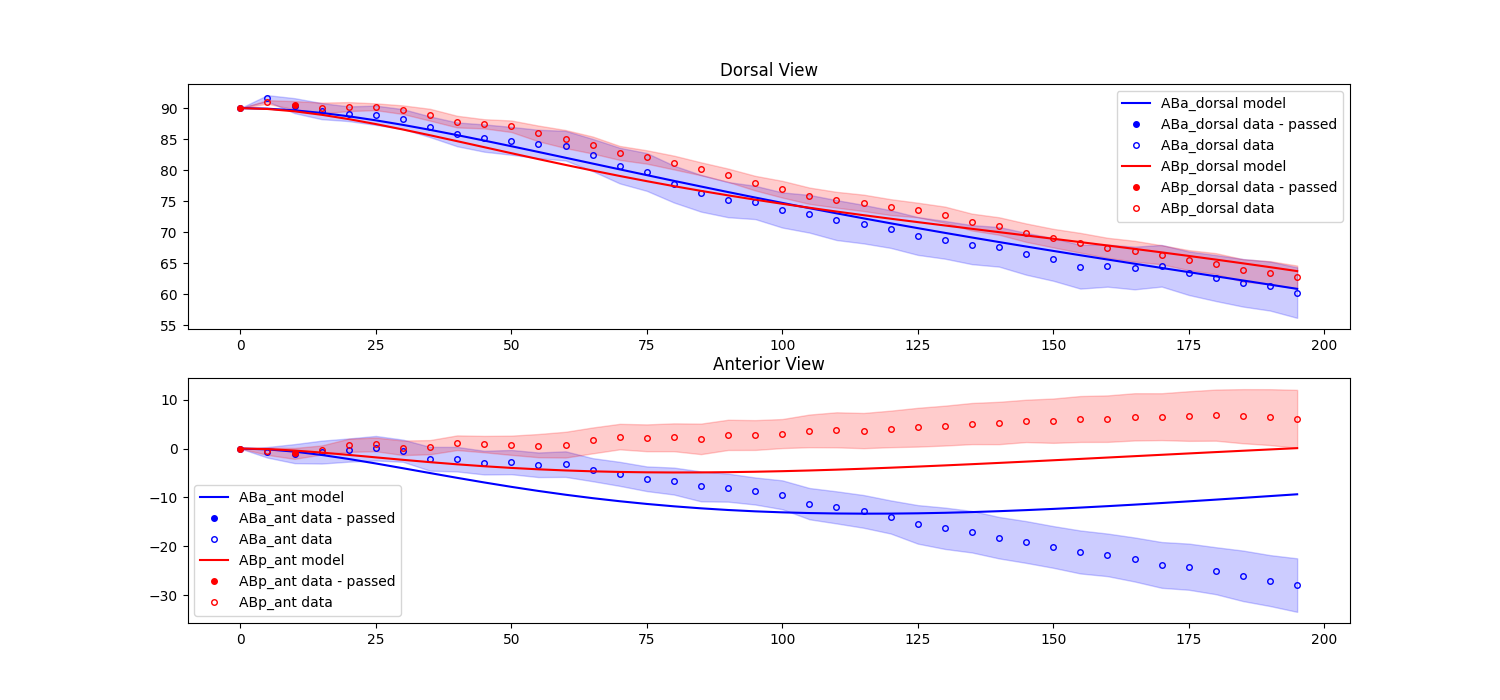 Dorsal View
90
85
80
75
70
65
60
55
ABa_dorsal model
ABa_dorsal data - passed
ABa_dorsal data
ABp_dorsal model
ABp_dorsal data - passed
ABp_dorsal data
0 25 50 75 100 125 150 175 200
Anterior View
10
0
−10
−20
−30
ABa_ant model
ABa_ant data - passed
ABa_ant data
ABp_ant model
ABp_ant data - passed
ABp_ant data
0 25 50 75 100 125 150 175 200